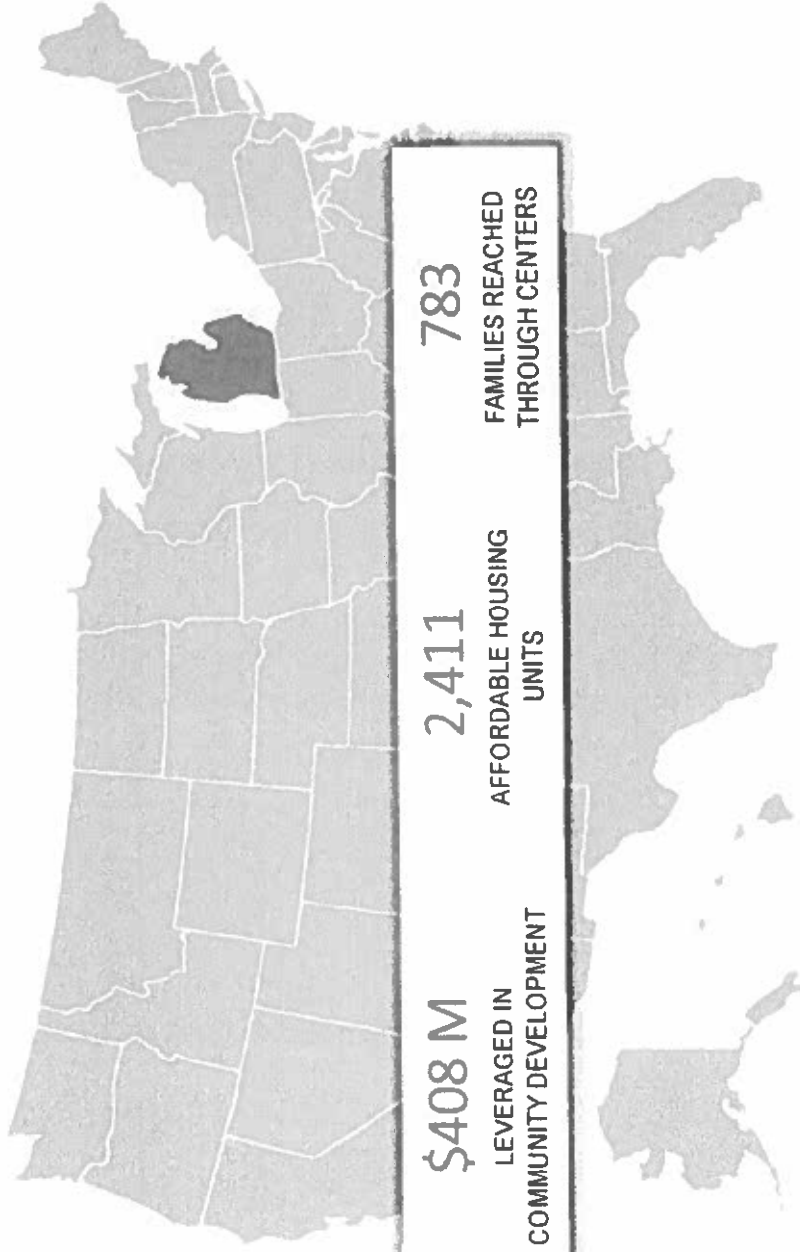 $408 M
LEVERAGED IN
COMMUNITY DEVELOPMENT
2,411
AFFORDABLE HOUSING
UNITS
783
FAMILIES REACHED
THROUGH CENTERS